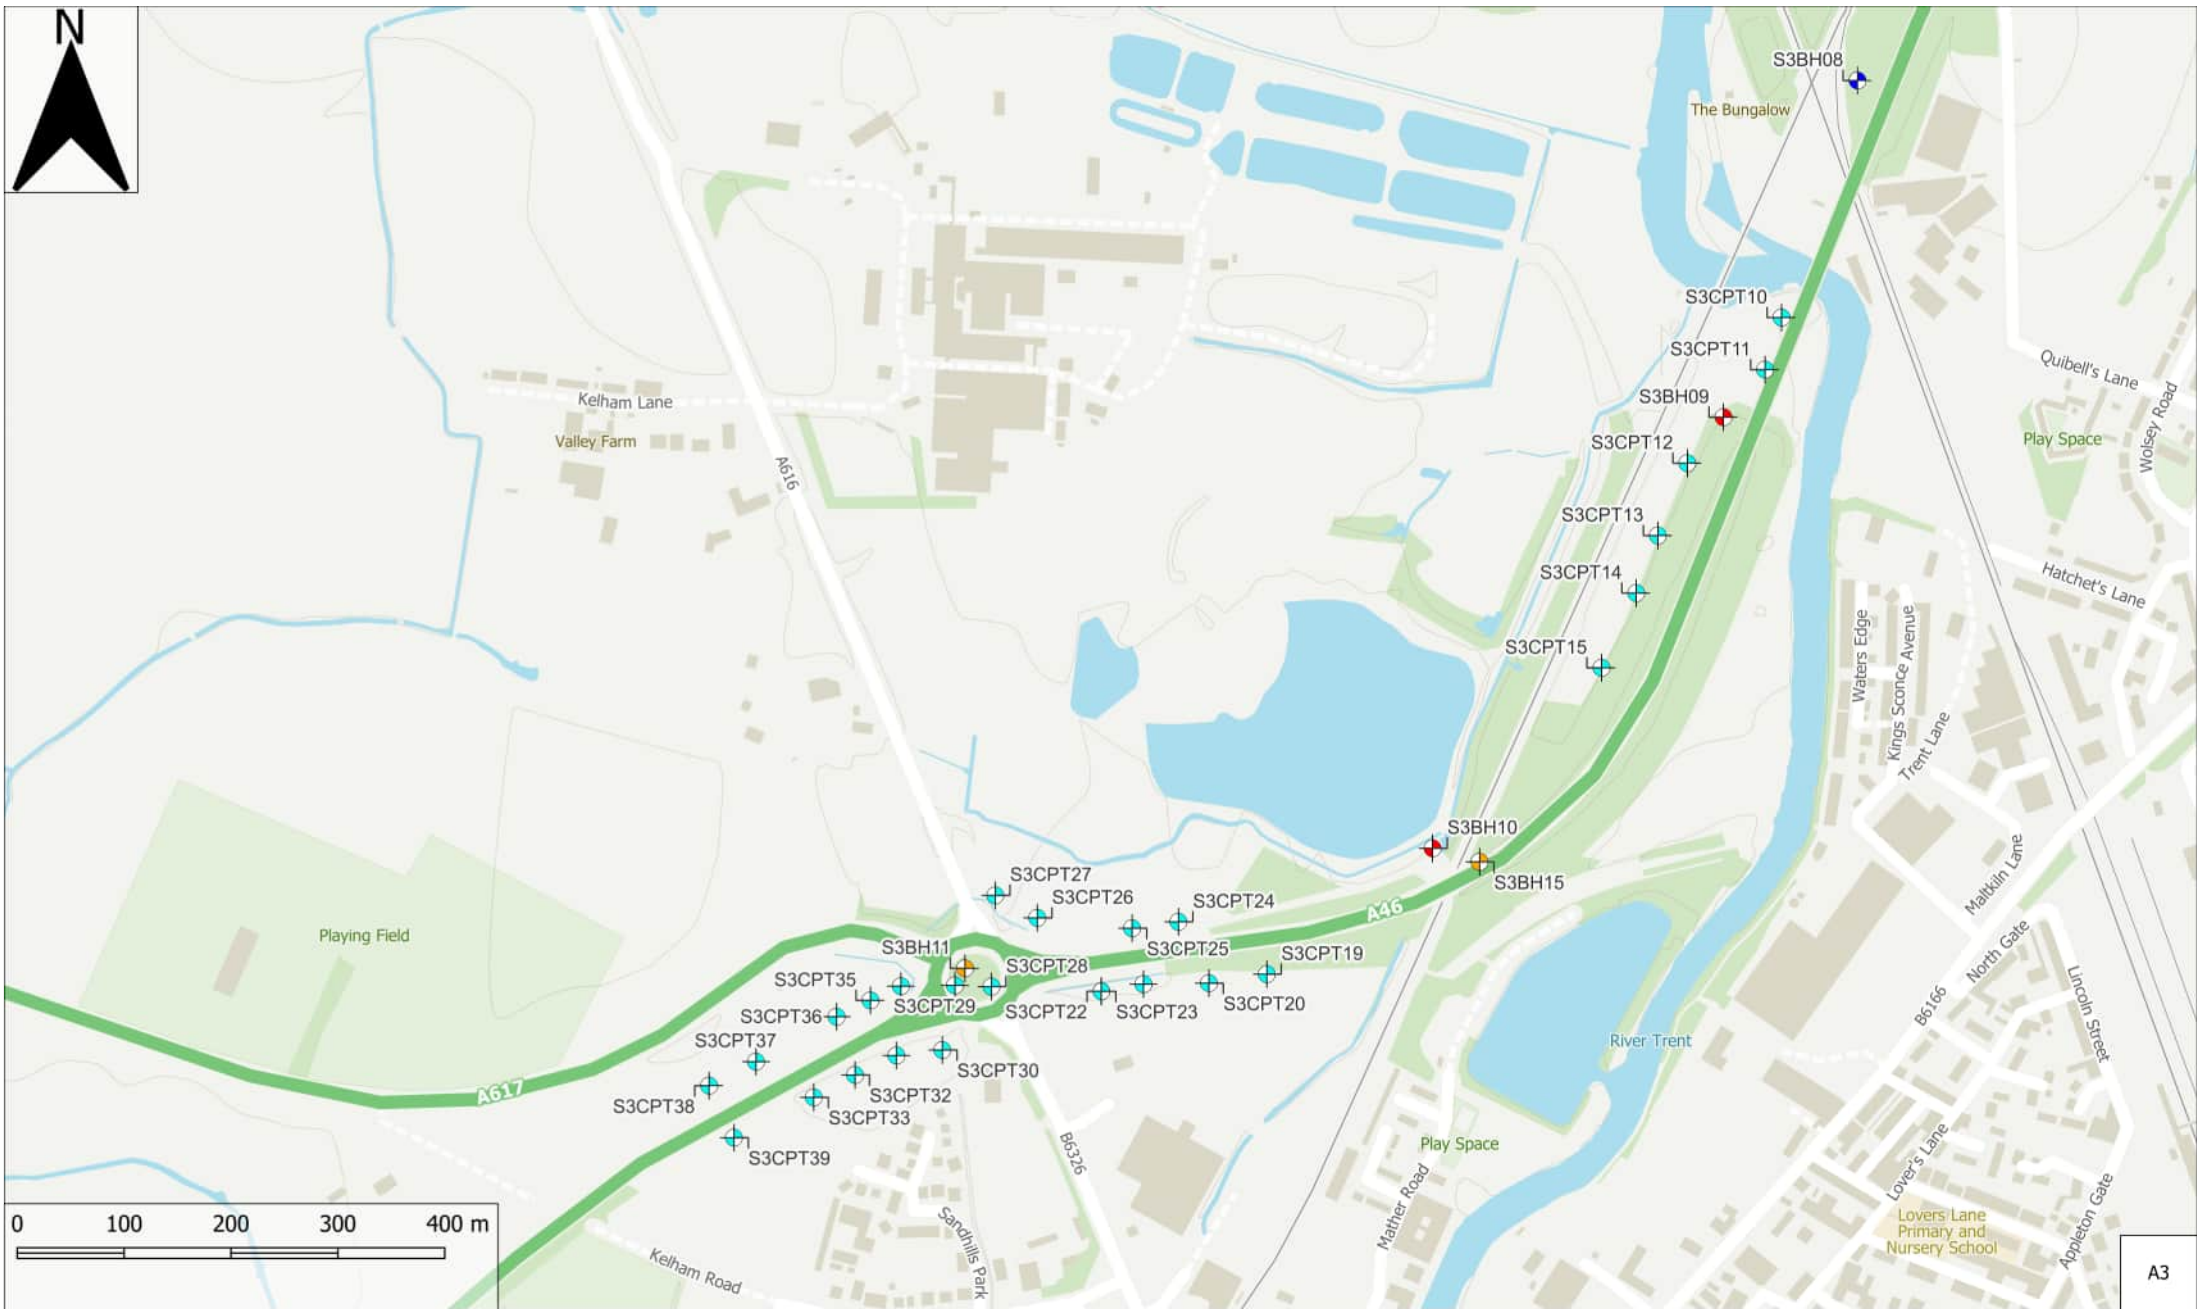 N
S3BH08
The Bungalow
S3CPT10
S3CPT11
Quibell's Lane
S3BH09
Wolsey Road
Kelham Lane
Valley Farm
A616
S3CPT12
Play Space
S3CPT13
S3CPT14
Hatchet's Lane
S3CPT15
Waters Edge
Kings Sconce Avenue
Trent Lane
S3BH10
S3BH15
Maltkiln Lane
S3CPT27
S3CPT26
S3CPT24
A46
Playing Field
S3BH11
S3CPT25
North Gate
S3CPT28
S3CPT19
S3CPT35
S3CPT29
S3CPT22
S3CPT23
S3CPT20
B6166
Lincoln Street
S3CPT36
S3CPT37
River Trent
S3CPT30
A617
S3CPT38
S3CPT32
S3CPT33
S3CPT39
B6326
Play Space
Mather Road
Lover's Lane
Appleton Gate
0 100 200 300 400 m
Sandhills Park
Kelham Road
Lovers Lane
Primary and
Nursery School
A3